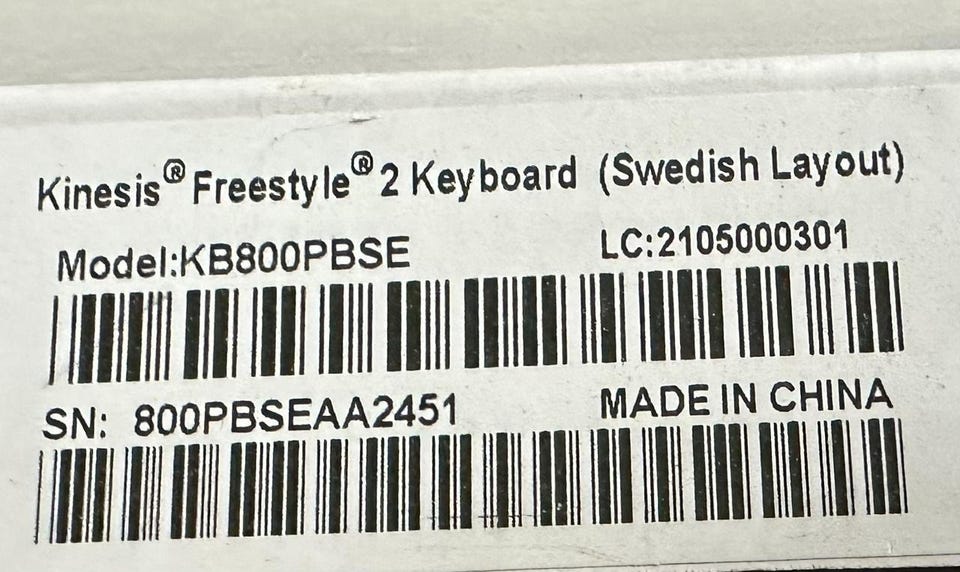 Kinesis® Freestyle® 2 Keyboard (Swedish Layout)
Model:KB800PBSE LC:2105000301
SN: 800PBSEAA2451 MADE IN CHINA